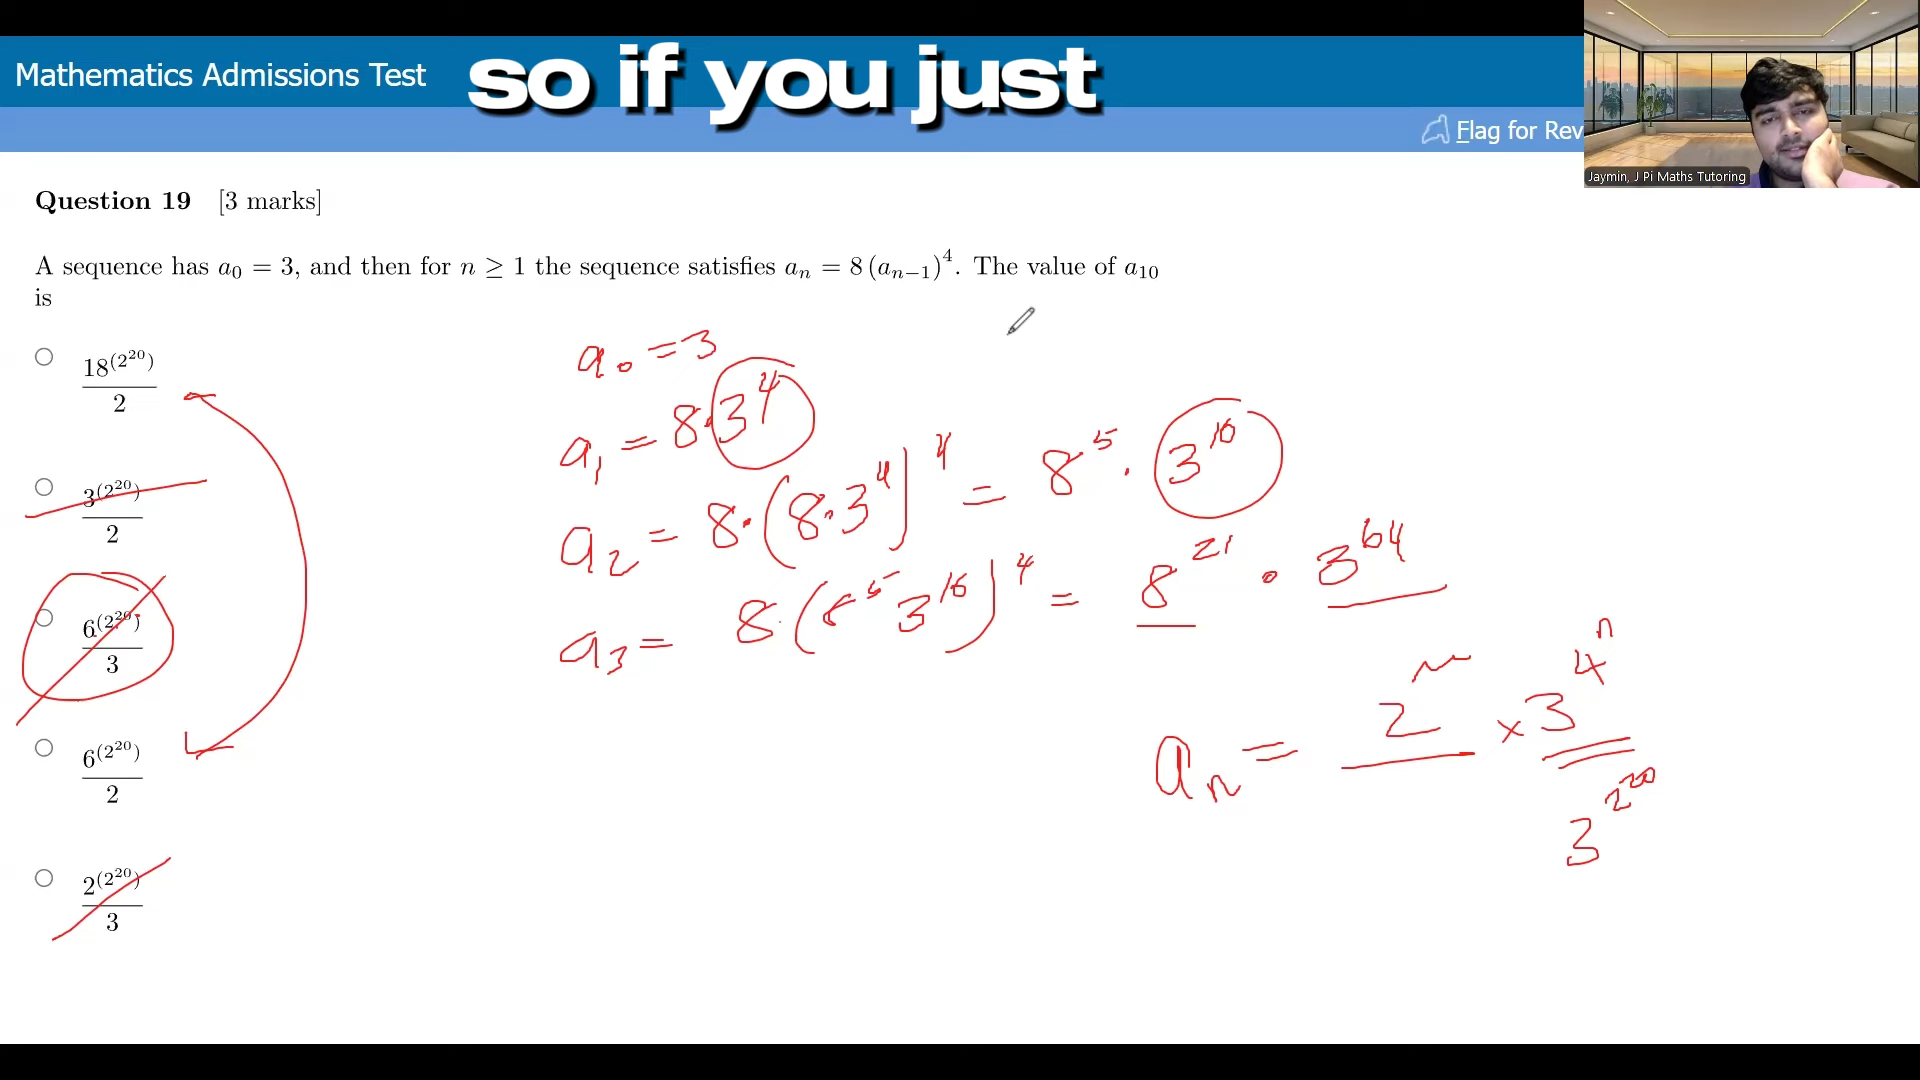 Mathematics Admissions Test
so if you just
Flag for Rev
Jaymin, J Pi Maths Tutoring
Question 19 [3 marks]
A sequence has a₀ = 3, and then for n ≥ 1 the sequence satisfies aₙ = 8 (aₙ₋₁)⁴. The value of a₁₀
is
18^(2^20) / 2
3^(2^20) / 2
6^(2^20) / 3
6^(2^20) / 2
2^(2^20) / 3
a₀ = 3
a₁ = 8·3⁴
a₂ = 8·(8·3⁴)⁴ = 8⁵·3¹⁶
a₃ = 8·(8⁵3¹⁶)⁴ = 8²¹·3⁶⁴
aₙ = 2 × 3^4^n
3^2^20